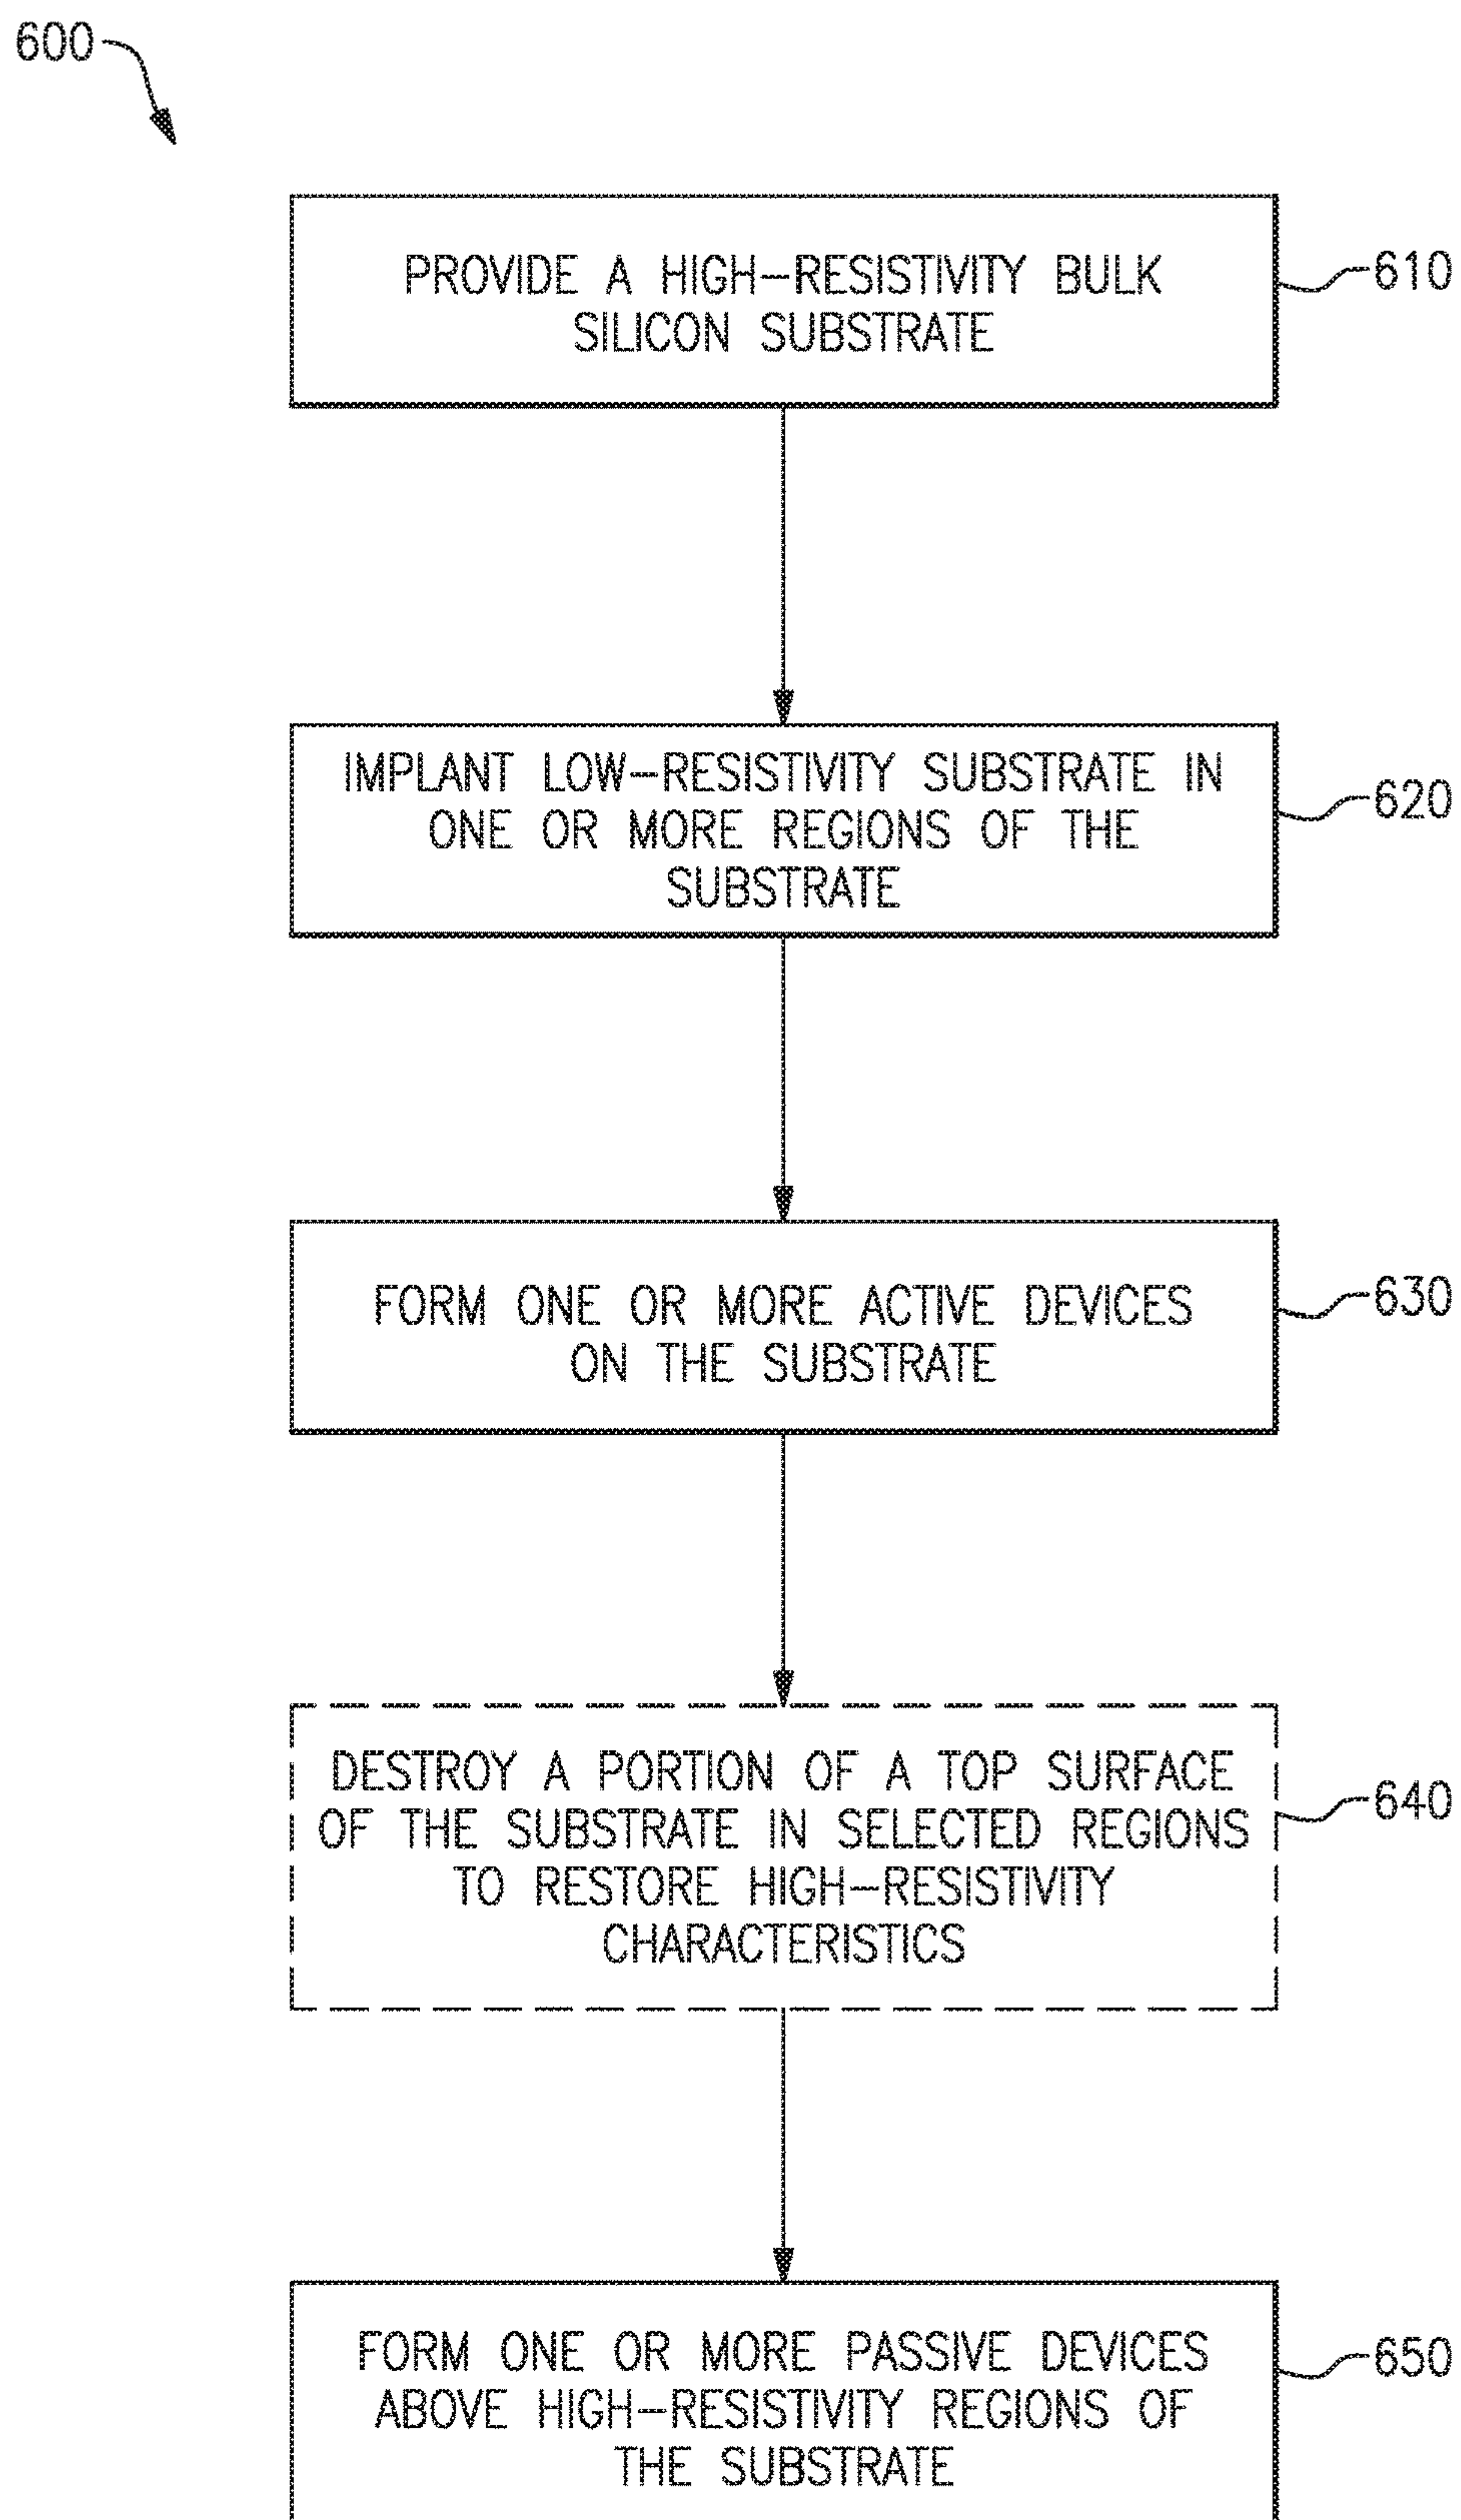 600
PROVIDE A HIGH-RESISTIVITY BULK
SILICON SUBSTRATE
610
IMPLANT LOW-RESISTIVITY SUBSTRATE IN
ONE OR MORE REGIONS OF THE
SUBSTRATE
620
FORM ONE OR MORE ACTIVE DEVICES
ON THE SUBSTRATE
630
DESTROY A PORTION OF A TOP SURFACE
OF THE SUBSTRATE IN SELECTED REGIONS
TO RESTORE HIGH-RESISTIVITY
CHARACTERISTICS
640
FORM ONE OR MORE PASSIVE DEVICES
ABOVE HIGH-RESISTIVITY REGIONS OF
THE SUBSTRATE
650